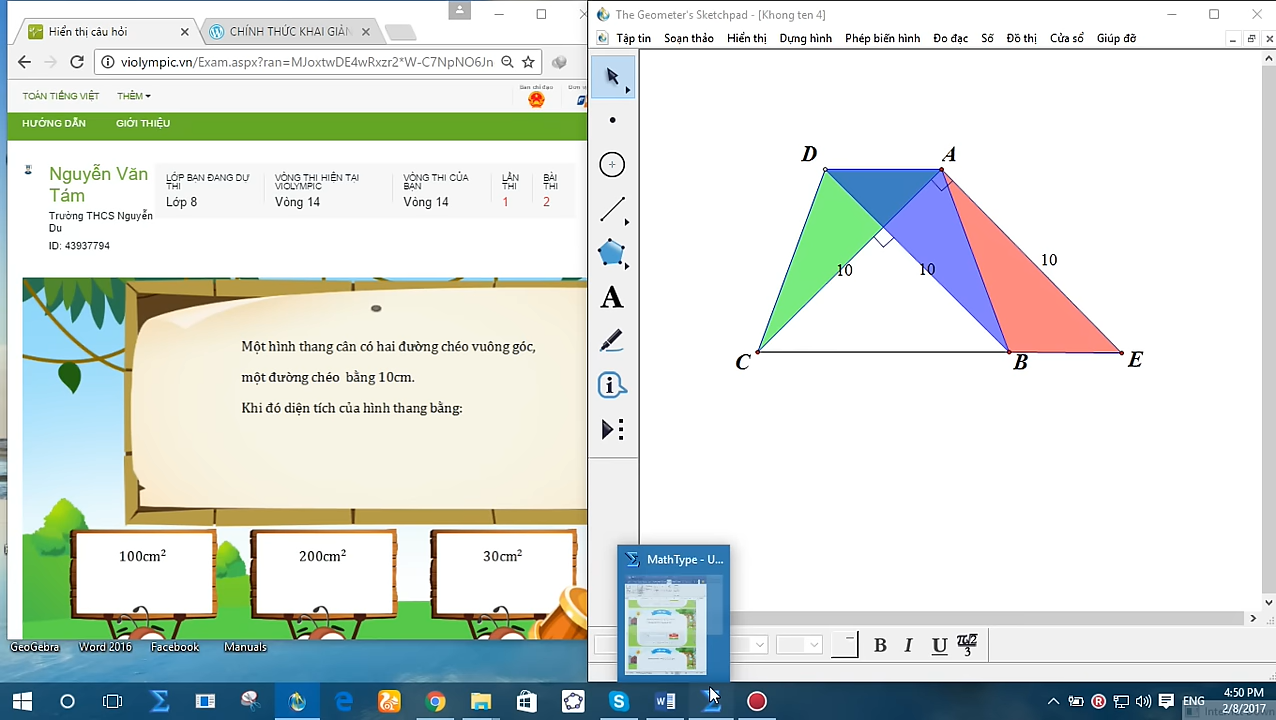 Hiển thị câu hỏi
CHÍNH THỨC KHAI GIẢN
violympic.vn/Exam.aspx?ran=MJoxtwDE4wRxzr2*W-C7NpNO6Jn
TOÁN TIẾNG VIỆT THÊM
Ban chỉ đạo
HƯỚNG DẪN GIỚI THIỆU
Nguyễn Văn Tám
Trường THCS Nguyễn Du
ID: 43937794
LỚP BẠN ĐANG DỰ THI
Lớp 8
VÒNG THI HIỆN TẠI VIOLYMPIC
Vòng 14
VÒNG THI CỦA BẠN
Vòng 14
LẦN THI
1
BÀI THI
2
Một hình thang cân có hai đường chéo vuông góc,
một đường chéo bằng 10cm.
Khi đó diện tích của hình thang bằng:
100cm²
200cm²
30cm²
The Geometer's Sketchpad - [Khong ten 4]
Tập tin Soạn thảo Hiển thị Dựng hình Phép biến hình Đo đạc Số Đồ thị Cửa sổ Giúp đỡ
D A
10 10 10
C B E
A
MathType - U...
B I U
GeoGebra Word 2016 Facebook Manuals
ENG
4:50 PM
2/8/2017